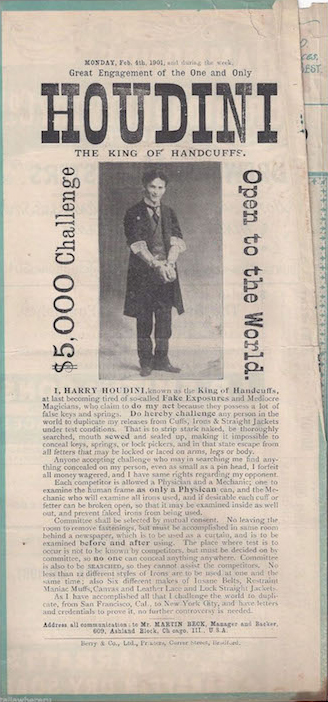 MONDAY, Feb. 4th, 1901, and during the week,
Great Engagement of the One and Only
HOUDINI
THE KING OF HANDCUFFS.
$5,000 Challenge
Open to the World.
I, HARRY HOUDINI, known as the King of Handcuffs,
at last becoming tired of so-called Fake Exposures and Mediocre
Magicians, who claim to do my act because they possess a lot of
false keys and springs. Do hereby challenge any person in the
world to duplicate my releases from Cuffs, Irons & Straight Jackets
under test conditions. That is to strip stark naked, be thoroughly
searched, mouth sewed and sealed up, making it impossible to
conceal keys, springs, or lock pickers, and in that state escape from
all fetters that may be locked or laced on arms, legs or body.
Anyone accepting challenge who may in searching me find any-
thing concealed on my person, even as small as a pin head, I forfeit
all money wagered, and I have same rights regarding my opponent.
Each competitor is allowed a Physician and a Mechanic; one to
examine the human frame as only a Physician can, and the Me-
chanic who will examine all irons used, and if desirable each cuff or
fetter can be broken open, so that it may be examined inside as well
out, and prevent faked irons from being used.
Committee shall be selected by mutual consent. No leaving the
room to remove fastenings, but must be accomplished in same room
behind a newspaper, which is to be used as a curtain, and is to be
examined before and after using. The place where test is to
occur is not to be known by competitors, but must be decided on by
committee, so no one can conceal anything anywhere. Committee
is also to be SEARCHED, so they cannot assist the competitors. No
less than 12 different styles of Irons are to be used at one and the
same time; also Six different makes of Insane Belts, Restraint
Maniac Muffs, Canvas and Leather Lace and Lock Straight Jackets.
As I have accomplished all that I challenge the world to dupli-
cate, from San Francisco, Cal., to New York City, and have letters
and credentials to prove it, no further controversy is needed.
Address all communications to Mr. MARTIN BECK, Manager and Backer,
609, Ashland Block, Chicago, Ill., U.S.A.
Berry & Co., Ltd., Printers, Corner Street, Bradford.